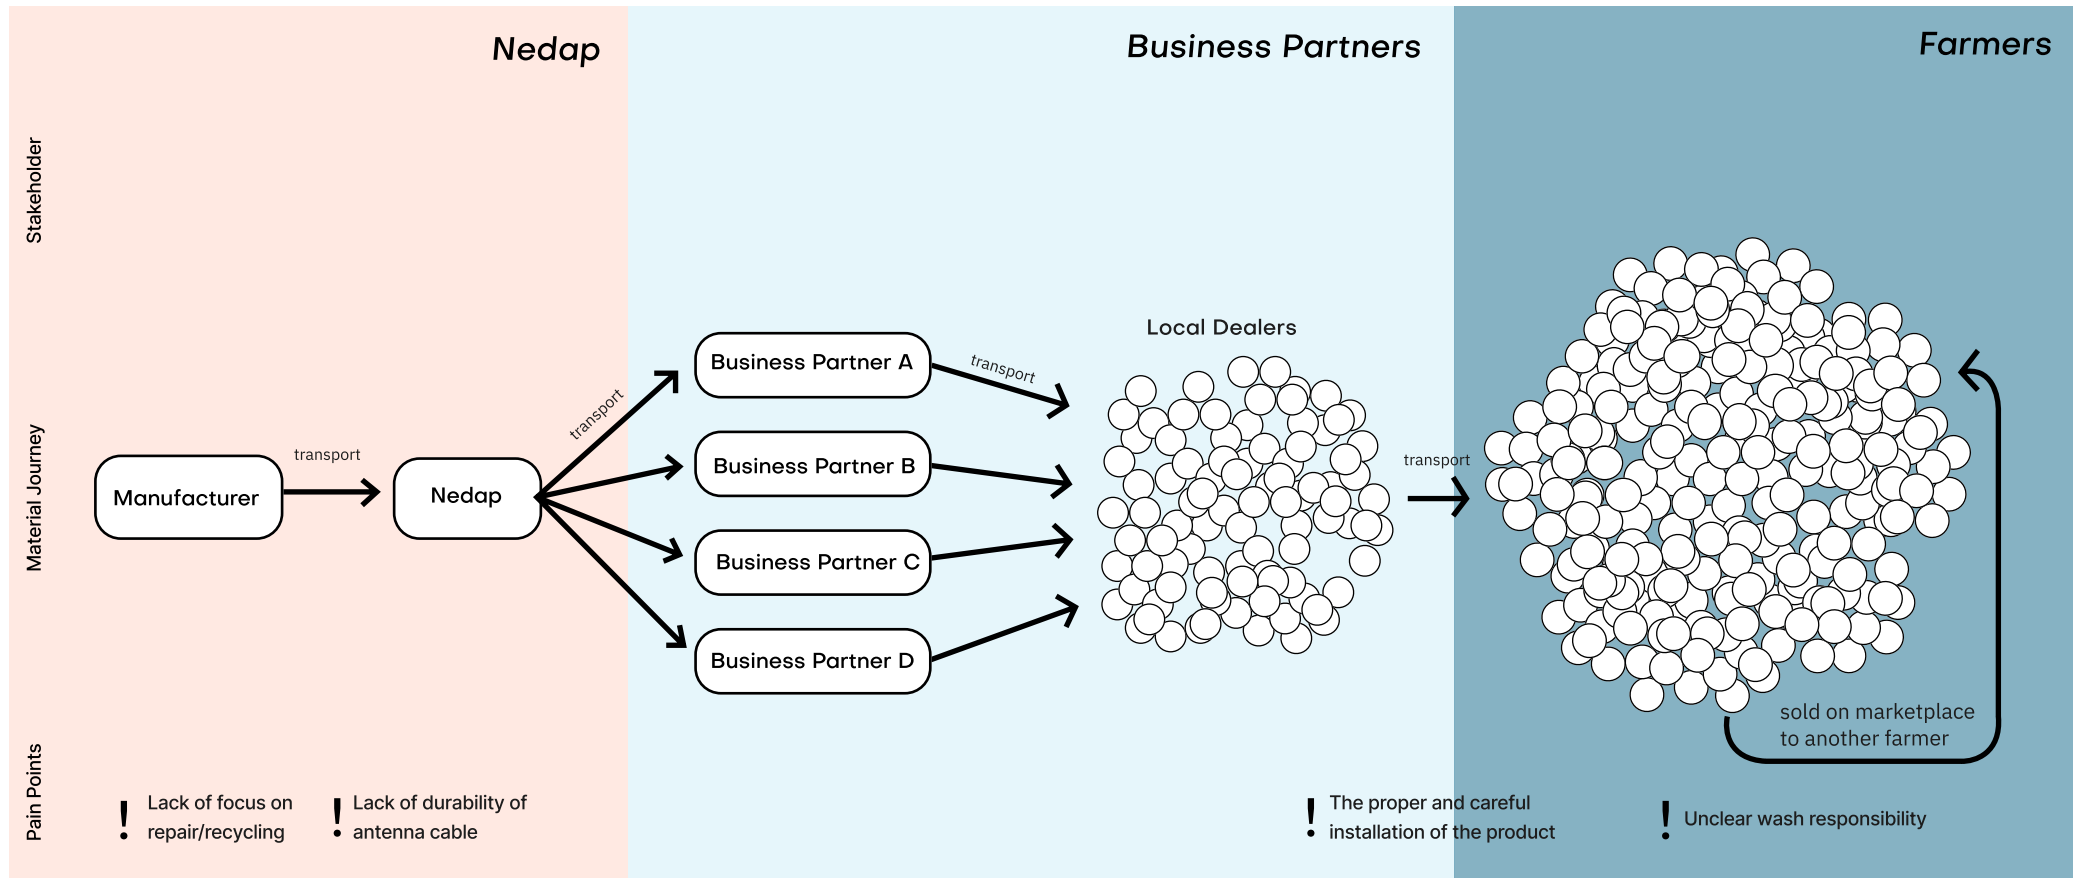 Nedap
Business Partners
Farmers
Stakeholder
Material Journey
Pain Points
Manufacturer
transport
Nedap
transport
Business Partner A
Business Partner B
Business Partner C
Business Partner D
transport
Local Dealers
transport
sold on marketplace
to another farmer
Lack of focus on
repair/recycling
Lack of durability of
antenna cable
The proper and careful
installation of the product
Unclear wash responsibility